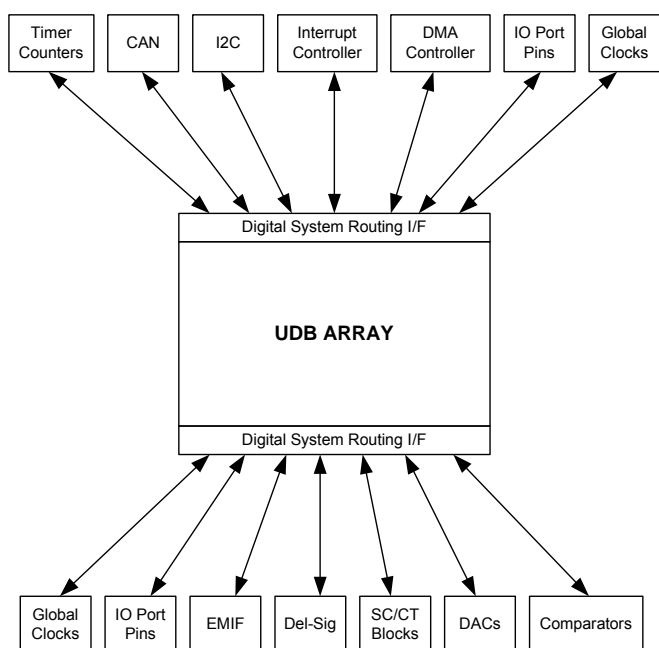 Timer
Counters
CAN
I2C
Interrupt
Controller
DMA
Controller
IO Port
Pins
Global
Clocks
Digital System Routing I/F
UDB ARRAY
Digital System Routing I/F
Global
Clocks
IO Port
Pins
EMIF
Del-Sig
SC/CT
Blocks
DACs
Comparators